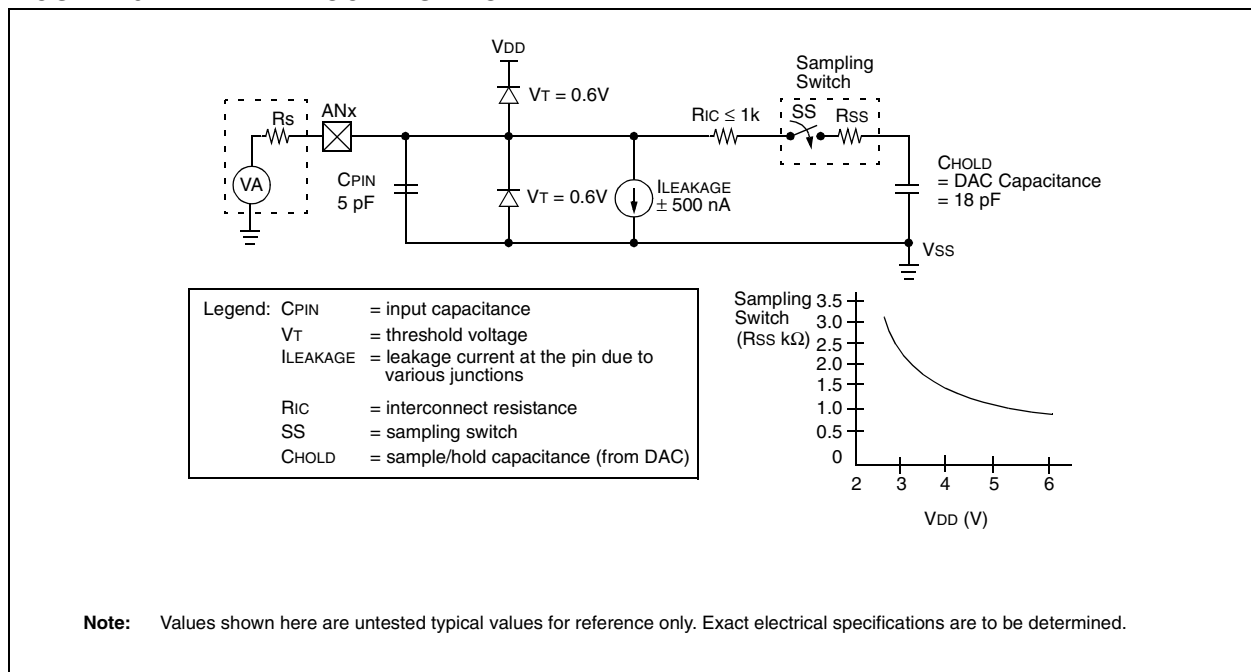 VDD
VT = 0.6V
Sampling
Switch
Rs
ANx
RIC ≤ 1k
SS
RSS
VA
CPIN
5 pF
VT = 0.6V
ILEAKAGE
± 500 nA
CHOLD
= DAC Capacitance
= 18 pF
VSS
Legend: CPIN = input capacitance
VT = threshold voltage
ILEAKAGE = leakage current at the pin due to
various junctions
RIC = interconnect resistance
SS = sampling switch
CHOLD = sample/hold capacitance (from DAC)
Sampling
Switch
(RSS kΩ)
3.5
3.0
2.5
2.0
1.5
1.0
0.5
0
2 3 4 5 6
VDD (V)
Note: Values shown here are untested typical values for reference only. Exact electrical specifications are to be determined.